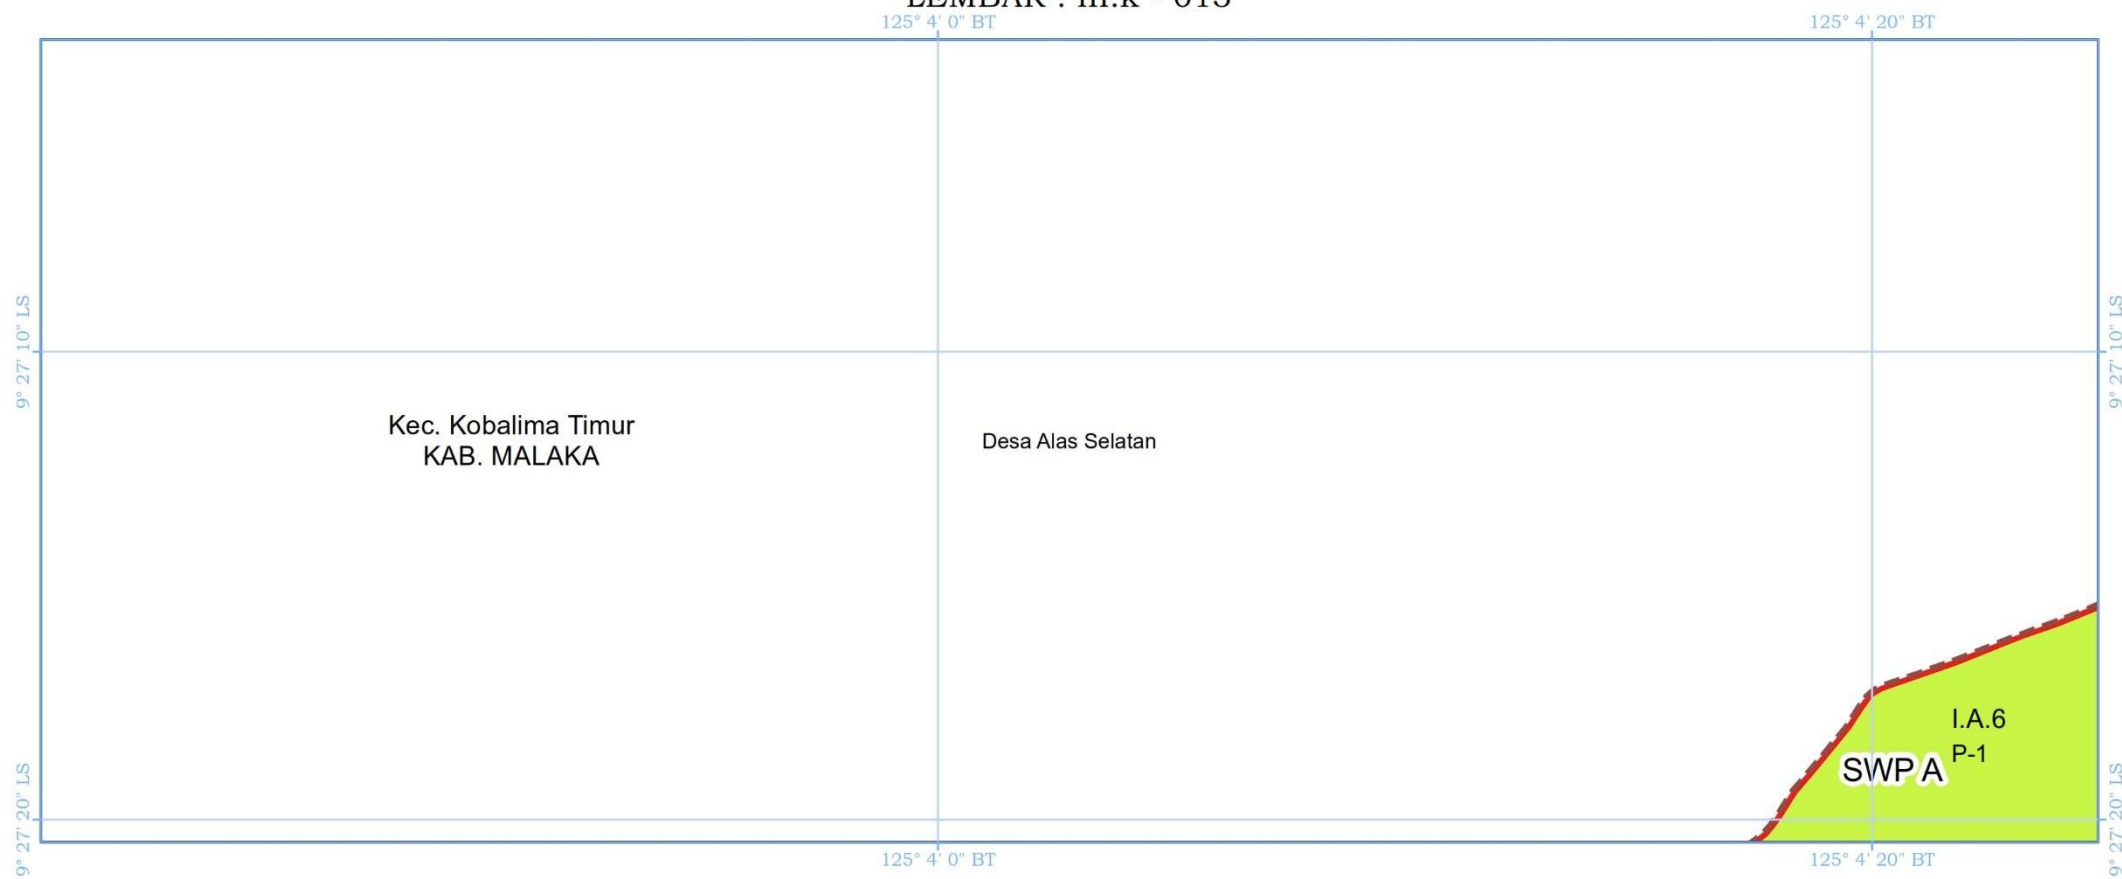 125° 4' 0" BT
125° 4' 20" BT
9° 27' 10" LS
9° 27' 10" LS
Kec. Kobalima Timur
KAB. MALAKA
Desa Alas Selatan
I.A.6
P-1
SWP A
9° 27' 20" LS
9° 27' 20" LS
125° 4' 0" BT
125° 4' 20" BT